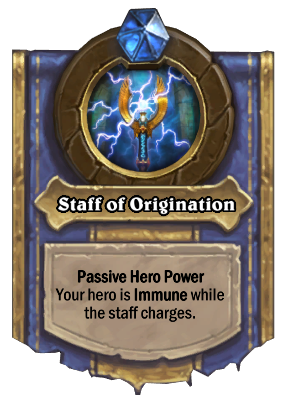 Staff of Origination
Passive Hero Power
Your hero is Immune while
the staff charges.